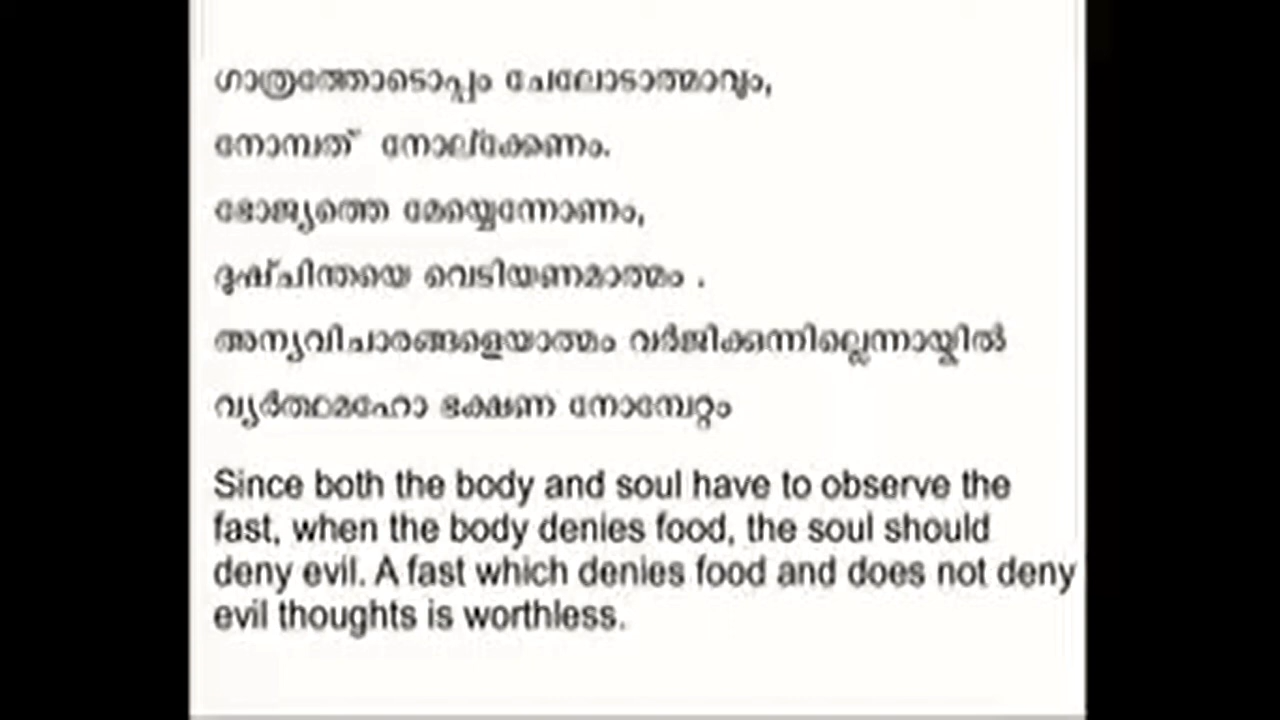 ഗാത്രത്തോടൊപ്പം ചേലോടാത്മാവും,
നോമ്പത് നോല്ക്കേണം.
ഭോജ്യത്തെ മേയ്യെന്നോണം,
ദുഷ്ചിന്തയെ വെടിയണമാത്മം .
അന്യവിചാരങ്ങളെയാത്മം വർജിക്കുന്നില്ലെന്നായ്കിൽ
വ്യർത്ഥമഹോ ഭക്ഷണ നോമ്പേറ്റം
Since both the body and soul have to observe the
fast, when the body denies food, the soul should
deny evil. A fast which denies food and does not deny
evil thoughts is worthless.